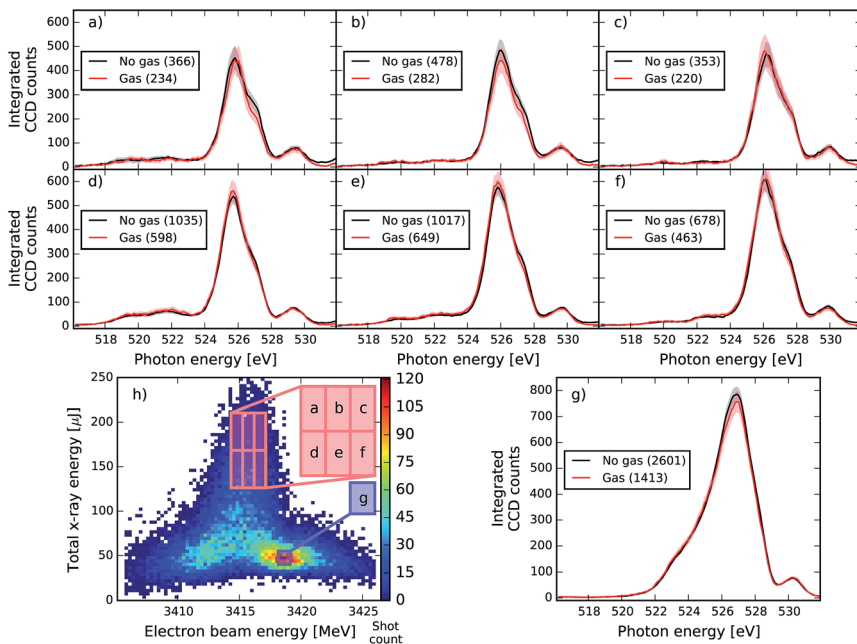 a)
No gas (366)
Gas (234)
b)
No gas (478)
Gas (282)
c)
No gas (353)
Gas (220)
Integrated
CCD counts
600
500
400
300
200
100
0
d)
No gas (1035)
Gas (598)
e)
No gas (1017)
Gas (649)
f)
No gas (678)
Gas (463)
Integrated
CCD counts
600
500
400
300
200
100
0
518 520 522 524 526 528 530
518 520 522 524 526 528 530
518 520 522 524 526 528 530
Photon energy [eV]
Photon energy [eV]
Photon energy [eV]
h)
a b c
d e f
g
Total x-ray energy [μJ]
250
200
150
100
50
0
3410 3415 3420 3425
Electron beam energy [MeV]
120
105
90
75
60
45
30
15
0
Shot
count
g)
No gas (2601)
Gas (1413)
Integrated
CCD counts
800
700
600
500
400
300
200
100
0
518 520 522 524 526 528 530
Photon energy [eV]